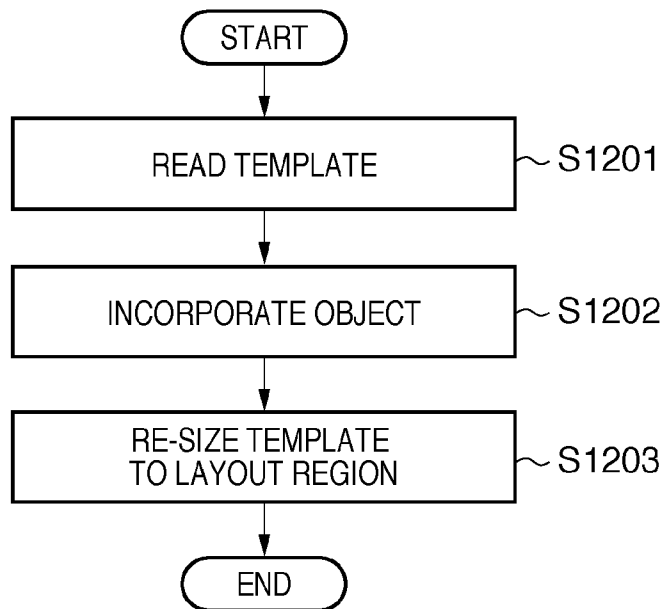 START
READ TEMPLATE
S1201
INCORPORATE OBJECT
S1202
RE-SIZE TEMPLATE
TO LAYOUT REGION
S1203
END